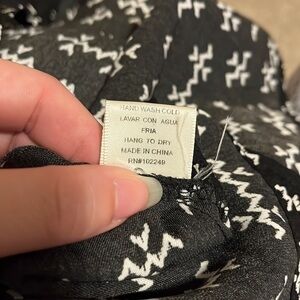 HAND WASH COLD
LAVAR CON AGUA
FRIA
HANG TO DRY
MADE IN CHINA
RN#102249